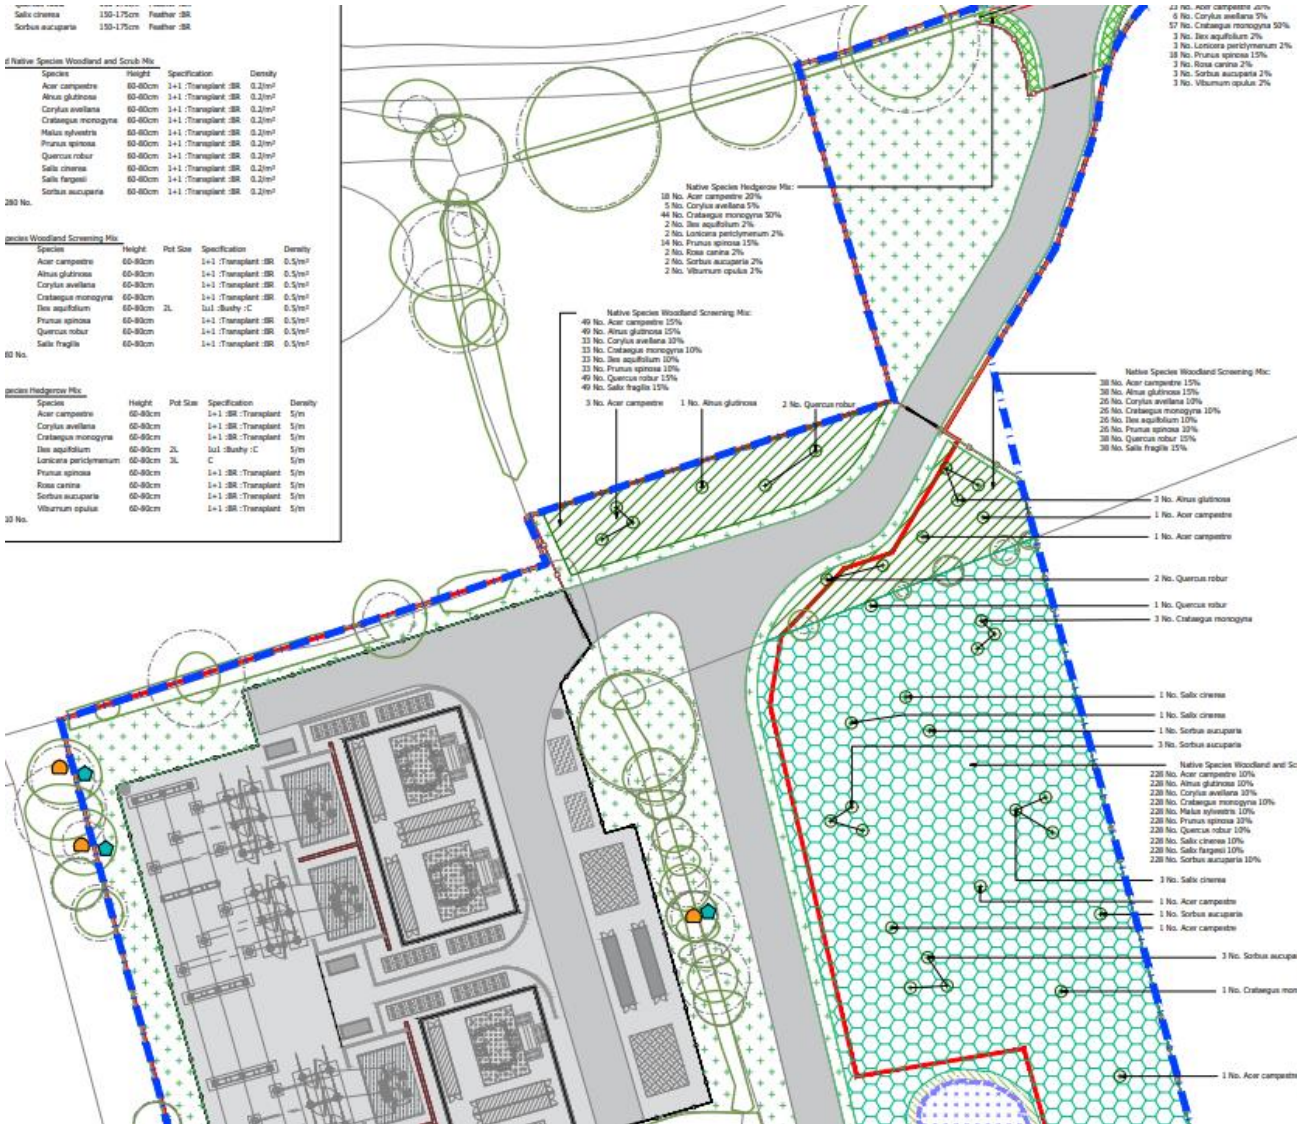 Salix cinerea 150-175cm Feather :BR
Sorbus aucuparia 150-175cm Feather :BR
d Native Species Woodland and Scrub Mix
Species Height Specification Density
Acer campestre 60-80cm 1+1 :Transplant :BR 0.2/m²
Alnus glutinosa 60-80cm 1+1 :Transplant :BR 0.2/m²
Corylus avellana 60-80cm 1+1 :Transplant :BR 0.2/m²
Crataegus monogyna 60-80cm 1+1 :Transplant :BR 0.2/m²
Malus sylvestris 60-80cm 1+1 :Transplant :BR 0.2/m²
Prunus spinosa 60-80cm 1+1 :Transplant :BR 0.2/m²
Quercus robur 60-80cm 1+1 :Transplant :BR 0.2/m²
Salix cinerea 60-80cm 1+1 :Transplant :BR 0.2/m²
Salix fargesii 60-80cm 1+1 :Transplant :BR 0.2/m²
Sorbus aucuparia 60-80cm 1+1 :Transplant :BR 0.2/m²
280 No.
pecies Woodland Screening Mix
Species Height Pot Size Specification Density
Acer campestre 60-80cm 1+1 :Transplant :BR 0.5/m²
Alnus glutinosa 60-80cm 1+1 :Transplant :BR 0.5/m²
Corylus avellana 60-80cm 1+1 :Transplant :BR 0.5/m²
Crataegus monogyna 60-80cm 1+1 :Transplant :BR 0.5/m²
Ilex aquifolium 60-80cm 2L 1u1 :Bushy :C 0.5/m²
Prunus spinosa 60-80cm 1+1 :Transplant :BR 0.5/m²
Quercus robur 60-80cm 1+1 :Transplant :BR 0.5/m²
Salix fragilis 60-80cm 1+1 :Transplant :BR 0.5/m²
60 No.
pecies Hedgerow Mix
Species Height Pot Size Specification Density
Acer campestre 60-80cm 1+1 :BR :Transplant 5/m
Corylus avellana 60-80cm 1+1 :BR :Transplant 5/m
Crataegus monogyna 60-80cm 1+1 :BR :Transplant 5/m
Ilex aquifolium 60-80cm 2L 1u1 :Bushy :C 5/m
Lonicera periclymenum 60-80cm 3L C 5/m
Prunus spinosa 60-80cm 1+1 :BR :Transplant 5/m
Rosa canina 60-80cm 1+1 :BR :Transplant 5/m
Sorbus aucuparia 60-80cm 1+1 :BR :Transplant 5/m
Viburnum opulus 60-80cm 1+1 :BR :Transplant 5/m
10 No.
23 No. Acer campestre 20%
6 No. Corylus avellana 5%
57 No. Crataegus monogyna 50%
3 No. Ilex aquifolium 2%
3 No. Lonicera periclymenum 2%
18 No. Prunus spinosa 15%
3 No. Rosa canina 2%
3 No. Sorbus aucuparia 2%
3 No. Viburnum opulus 2%
Native Species Hedgerow Mix:
18 No. Acer campestre 20%
5 No. Corylus avellana 5%
44 No. Crataegus monogyna 50%
2 No. Ilex aquifolium 2%
2 No. Lonicera periclymenum 2%
14 No. Prunus spinosa 15%
2 No. Rosa canina 2%
2 No. Sorbus aucuparia 2%
2 No. Viburnum opulus 2%
Native Species Woodland Screening Mix:
49 No. Acer campestre 15%
49 No. Alnus glutinosa 15%
33 No. Corylus avellana 10%
33 No. Crataegus monogyna 10%
33 No. Ilex aquifolium 10%
33 No. Prunus spinosa 10%
49 No. Quercus robur 15%
49 No. Salix fragilis 15%
3 No. Acer campestre
1 No. Alnus glutinosa
2 No. Quercus robur
Native Species Woodland Screening Mix:
38 No. Acer campestre 15%
38 No. Alnus glutinosa 15%
26 No. Corylus avellana 10%
26 No. Crataegus monogyna 10%
26 No. Ilex aquifolium 10%
26 No. Prunus spinosa 10%
38 No. Quercus robur 15%
38 No. Salix fragilis 15%
3 No. Alnus glutinosa
1 No. Acer campestre
1 No. Acer campestre
2 No. Quercus robur
1 No. Quercus robur
3 No. Crataegus monogyna
1 No. Salix cinerea
1 No. Salix cinerea
1 No. Sorbus aucuparia
3 No. Sorbus aucuparia
Native Species Woodland and Sc
228 No. Acer campestre 10%
228 No. Alnus glutinosa 10%
228 No. Corylus avellana 10%
228 No. Crataegus monogyna 10%
228 No. Malus sylvestris 10%
228 No. Prunus spinosa 10%
228 No. Quercus robur 10%
228 No. Salix cinerea 10%
228 No. Salix fargesii 10%
228 No. Sorbus aucuparia 10%
3 No. Salix cinerea
1 No. Acer campestre
1 No. Sorbus aucuparia
1 No. Acer campestre
3 No. Sorbus aucupa
1 No. Crataegus mon
1 No. Acer campestre